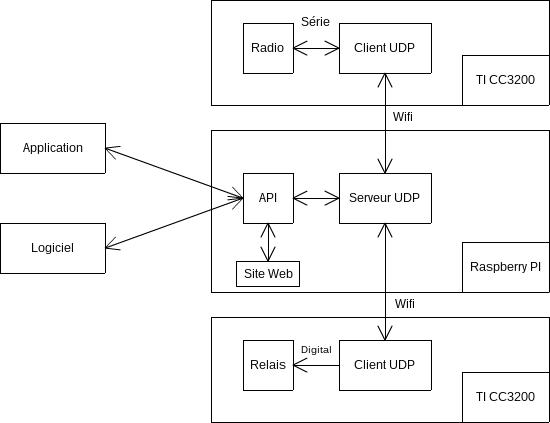 Série
Radio
Client UDP
TI CC3200
Wifi
Application
API
Serveur UDP
Logiciel
Site Web
Raspberry PI
Wifi
Digital
Relais
Client UDP
TI CC3200